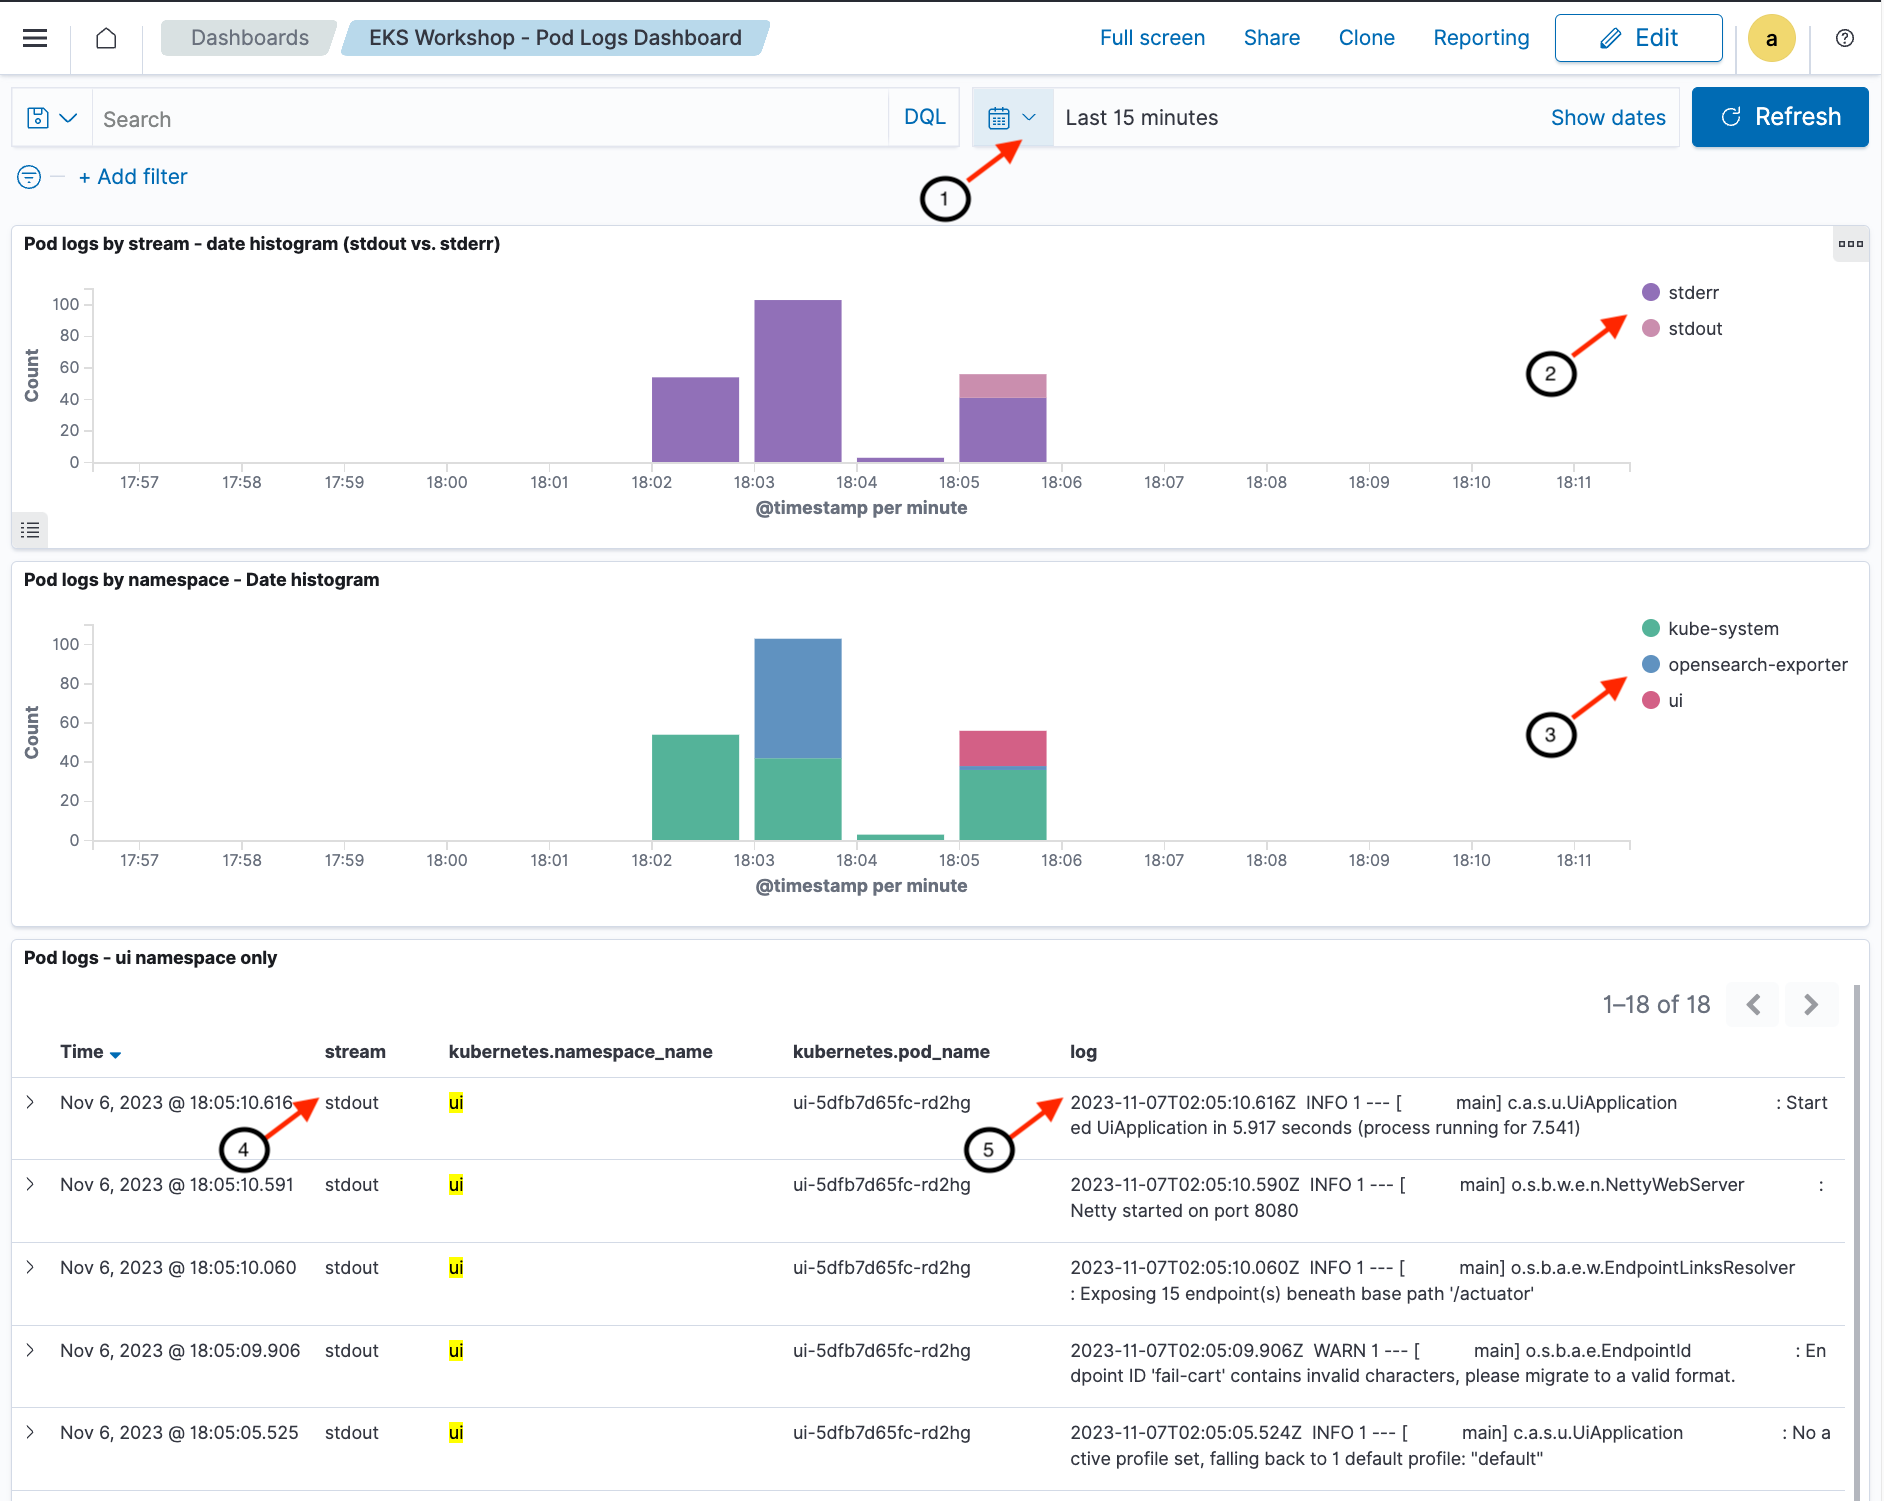 Dashboards
EKS Workshop - Pod Logs Dashboard
Full screen
Share
Clone
Reporting
Edit
a
Search
DQL
Last 15 minutes
Show dates
Refresh
+ Add filter
1
Pod logs by stream - date histogram (stdout vs. stderr)
Count
100
80
60
40
20
0
17:57 17:58 17:59 18:00 18:01 18:02 18:03 18:04 18:05 18:06 18:07 18:08 18:09 18:10 18:11
@timestamp per minute
stderr
stdout
2
Pod logs by namespace - Date histogram
Count
100
80
60
40
20
0
17:57 17:58 17:59 18:00 18:01 18:02 18:03 18:04 18:05 18:06 18:07 18:08 18:09 18:10 18:11
@timestamp per minute
kube-system
opensearch-exporter
ui
3
Pod logs - ui namespace only
1–18 of 18
Time stream kubernetes.namespace_name kubernetes.pod_name log
Nov 6, 2023 @ 18:05:10.616 stdout ui ui-5dfb7d65fc-rd2hg 2023-11-07T02:05:10.616Z INFO 1 --- [ main] c.a.s.u.UiApplication : Start
ed UiApplication in 5.917 seconds (process running for 7.541)
4
5
Nov 6, 2023 @ 18:05:10.591 stdout ui ui-5dfb7d65fc-rd2hg 2023-11-07T02:05:10.590Z INFO 1 --- [ main] o.s.b.w.e.n.NettyWebServer :
Netty started on port 8080
Nov 6, 2023 @ 18:05:10.060 stdout ui ui-5dfb7d65fc-rd2hg 2023-11-07T02:05:10.060Z INFO 1 --- [ main] o.s.b.a.e.w.EndpointLinksResolver
: Exposing 15 endpoint(s) beneath base path '/actuator'
Nov 6, 2023 @ 18:05:09.906 stdout ui ui-5dfb7d65fc-rd2hg 2023-11-07T02:05:09.906Z WARN 1 --- [ main] o.s.b.a.e.EndpointId : En
dpoint ID 'fail-cart' contains invalid characters, please migrate to a valid format.
Nov 6, 2023 @ 18:05:05.525 stdout ui ui-5dfb7d65fc-rd2hg 2023-11-07T02:05:05.524Z INFO 1 --- [ main] c.a.s.u.UiApplication : No a
ctive profile set, falling back to 1 default profile: "default"